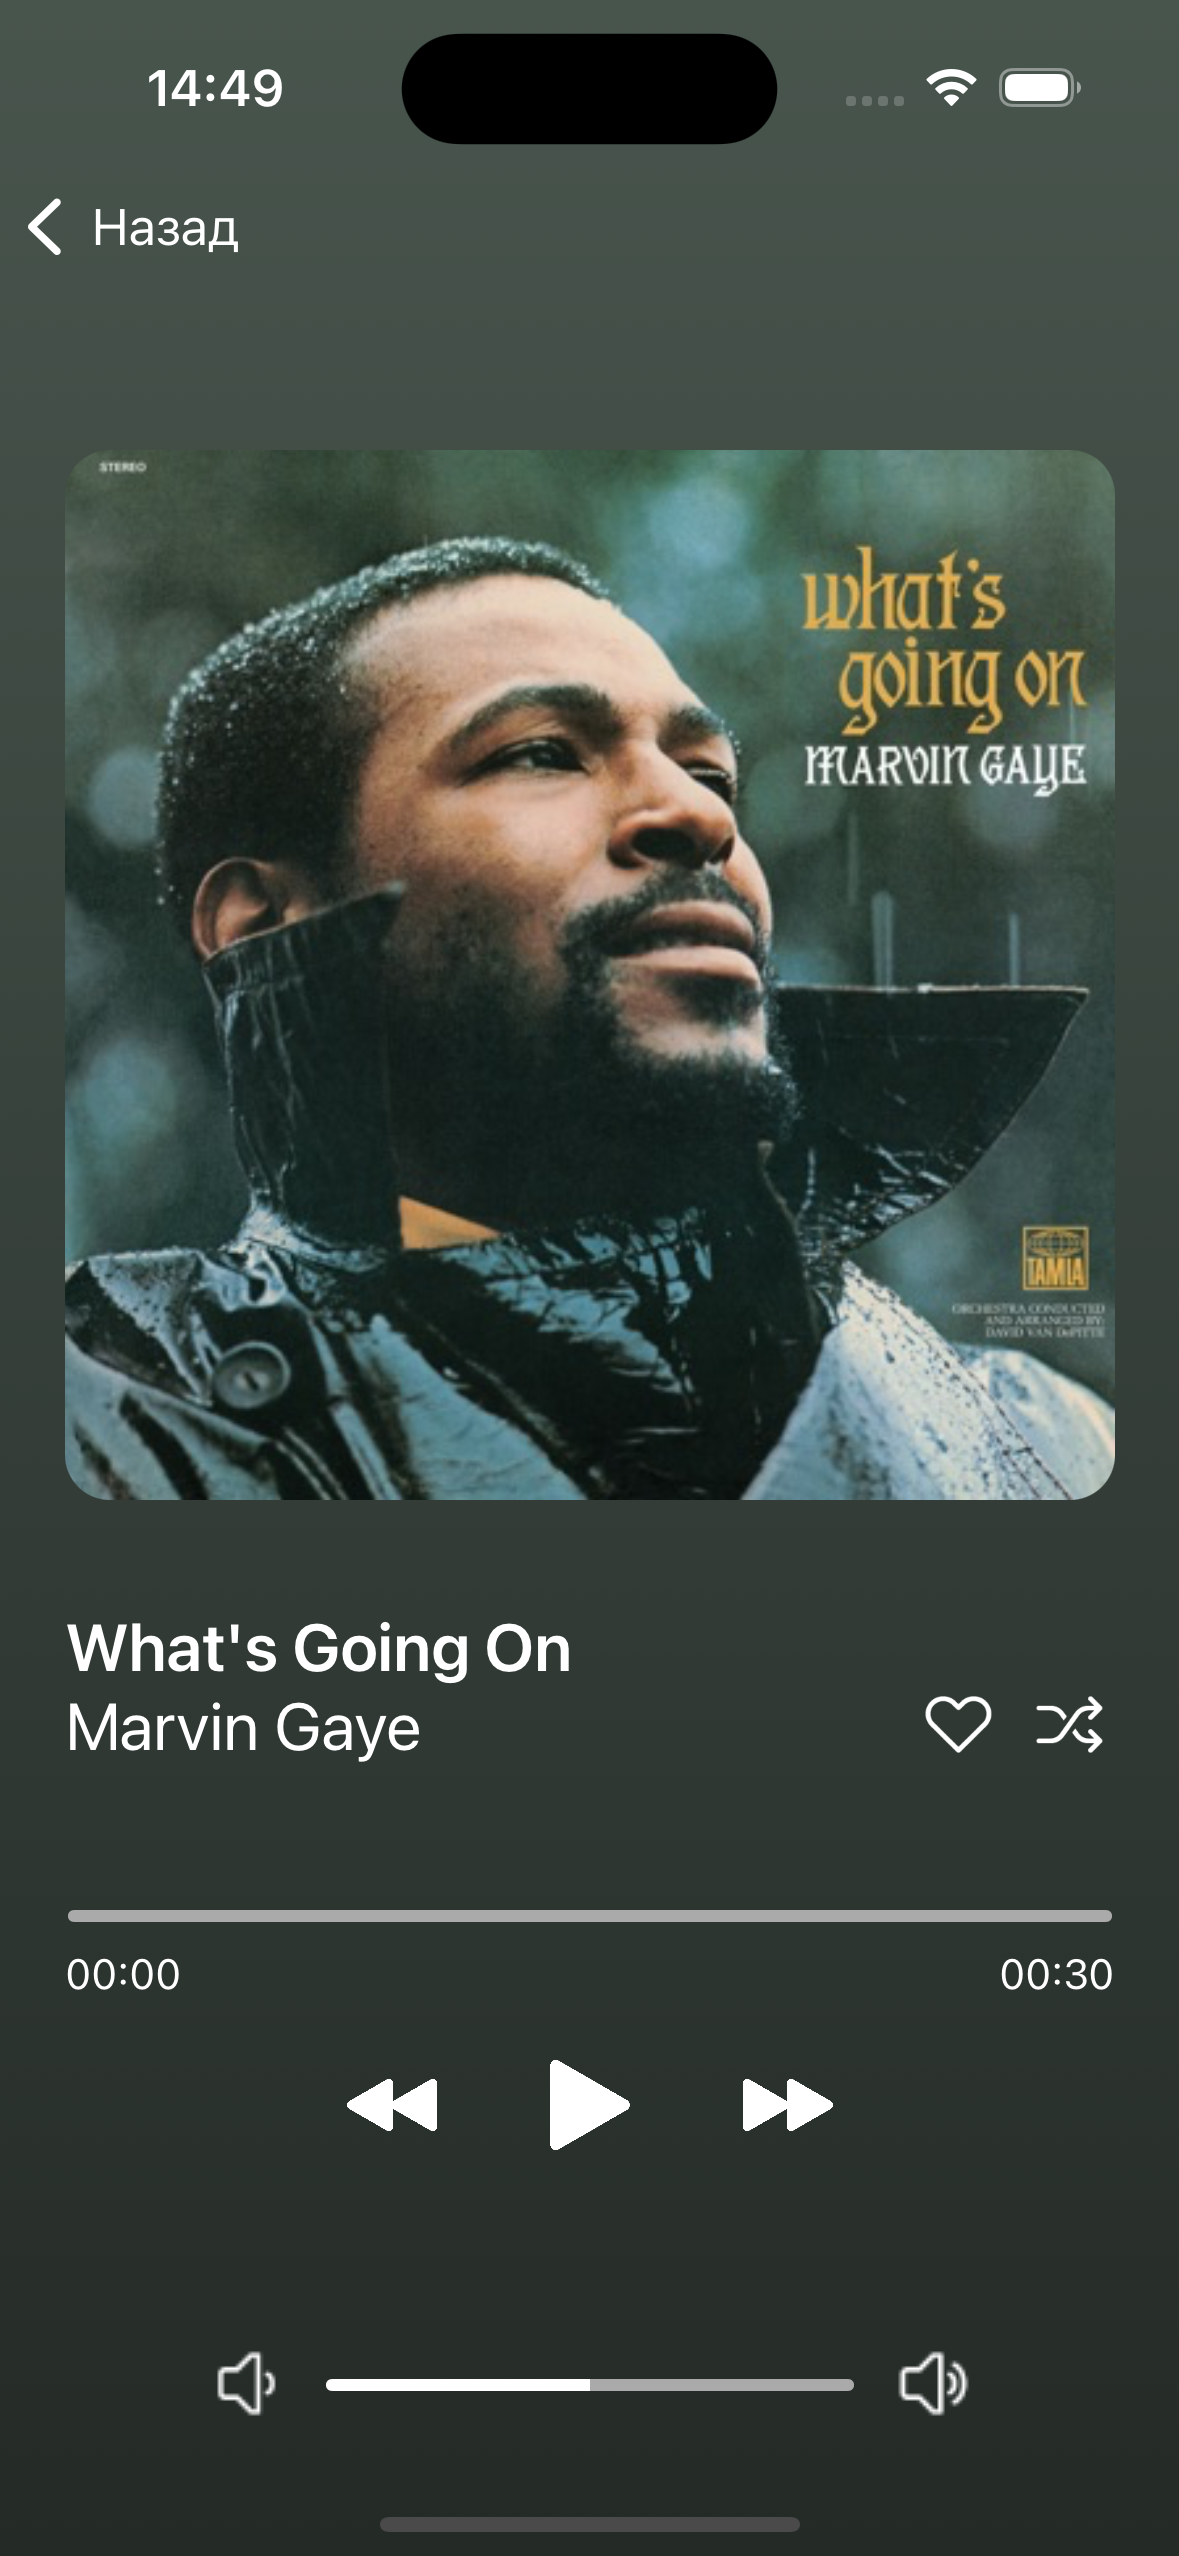 14:49
Назад
STEREO
what's
going on
MARVIN GAYE
TAMLA
ORCHESTRA CONDUCTED
AND ARRANGED BY:
DAVID VAN DePITTE
What's Going On
Marvin Gaye
00:00
00:30